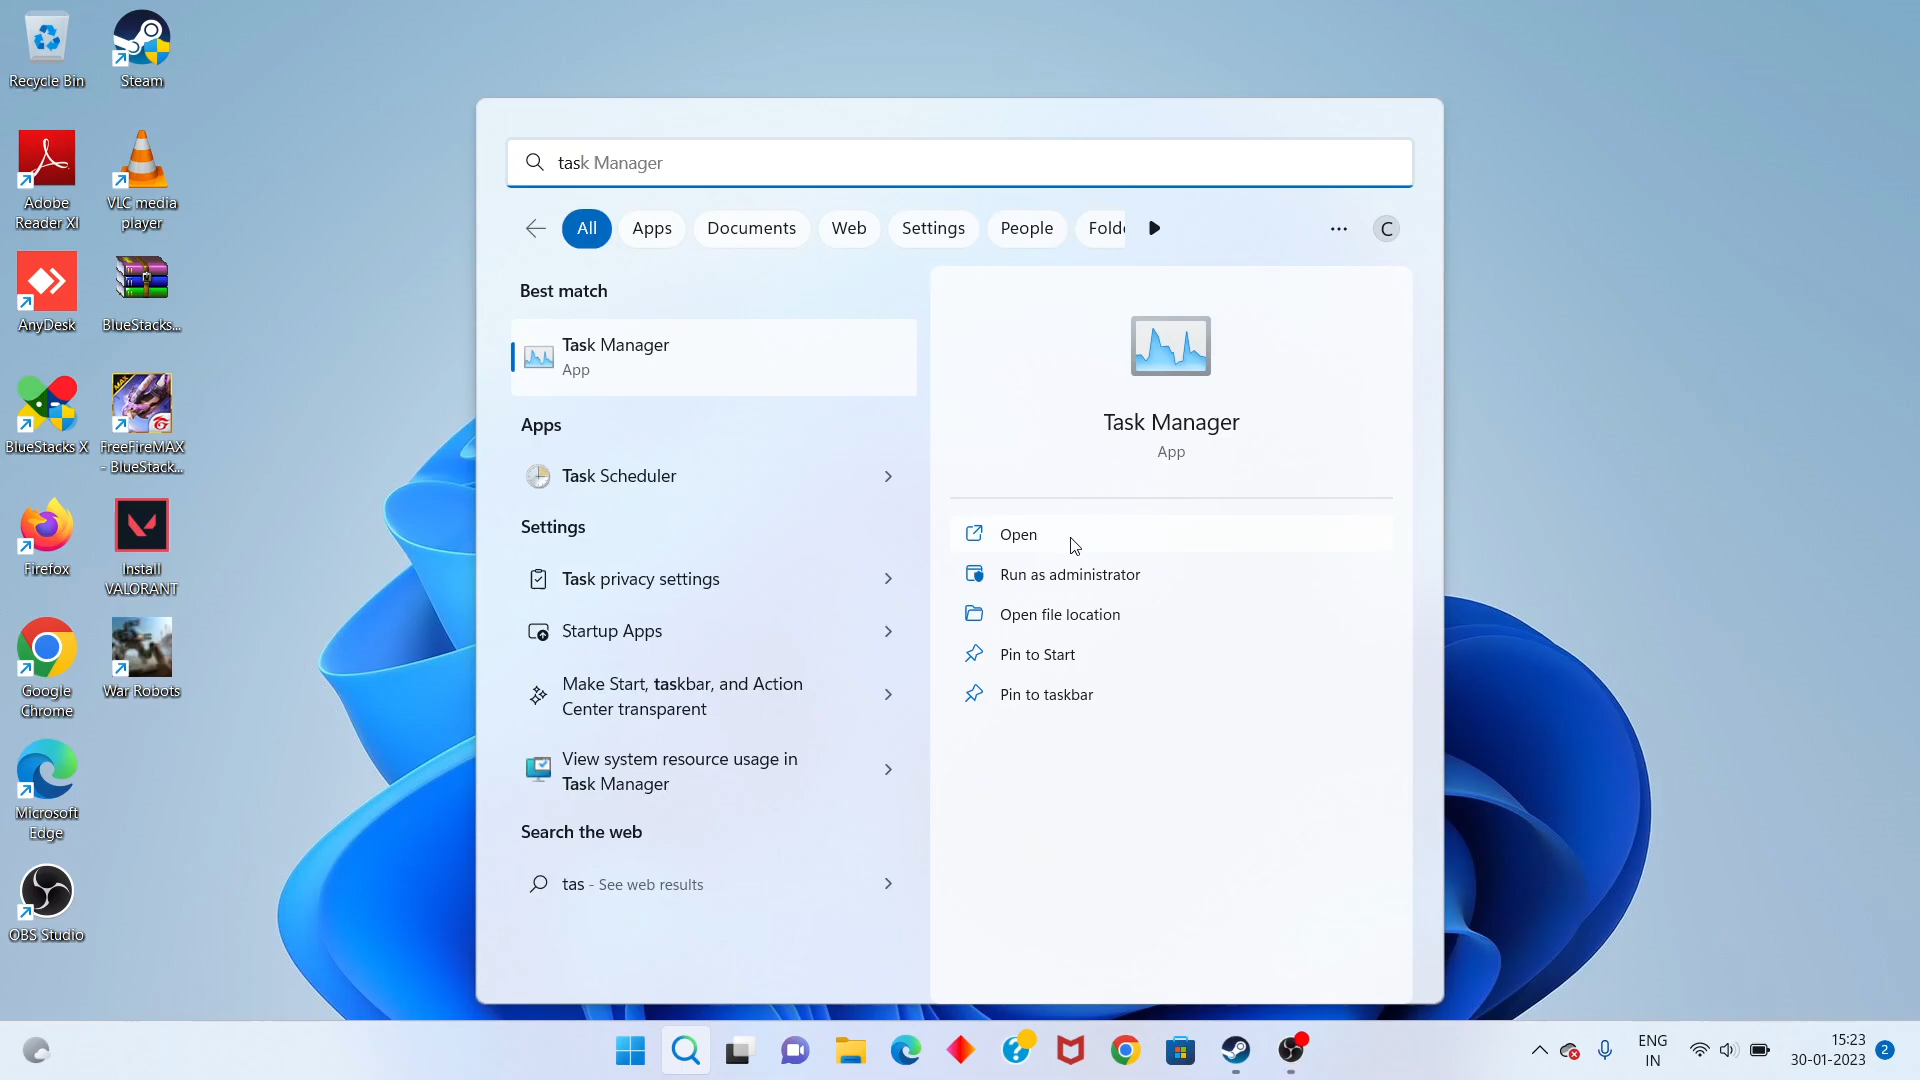 Recycle Bin
Steam
Adobe
Reader XI
VLC media
player
AnyDesk
BlueStacks...
BlueStacks X
MAX
FreeFireMAX
- BlueStack...
Firefox
Install
VALORANT
Google
Chrome
War Robots
Microsoft
Edge
OBS Studio
task Manager
All
Apps
Documents
Web
Settings
People
Folde
C
Best match
Task Manager
App
Apps
Task Scheduler
Settings
Task privacy settings
Startup Apps
Make Start, taskbar, and Action
Center transparent
View system resource usage in
Task Manager
Search the web
tas - See web results
Task Manager
App
Open
Run as administrator
Open file location
Pin to Start
Pin to taskbar
ENG
IN
15:23
30-01-2023
2